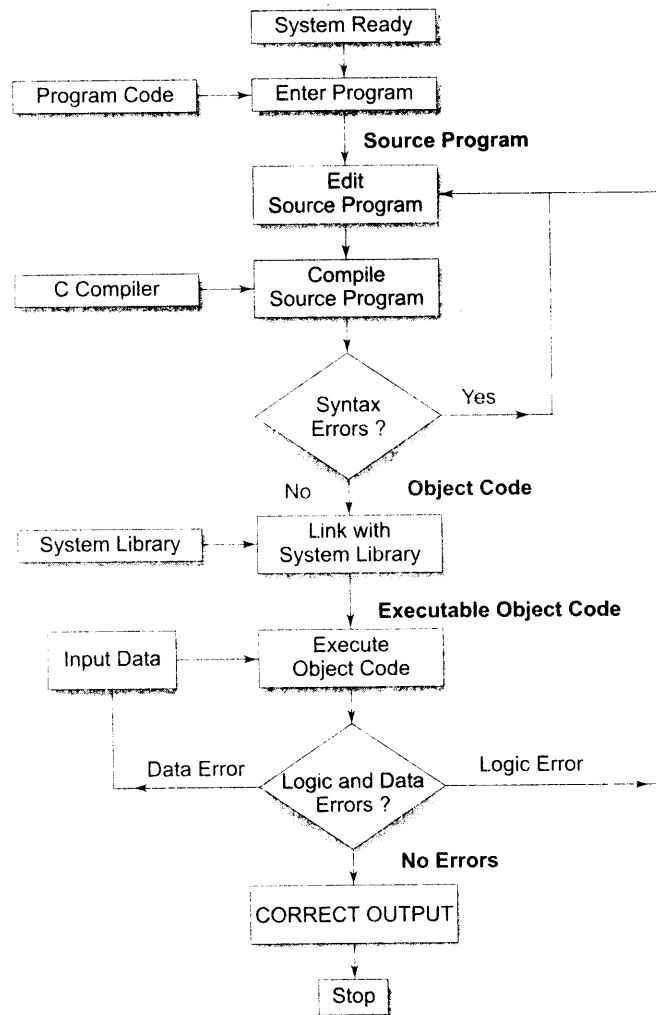 System Ready
Program Code
Enter Program
Source Program
Edit
Source Program
C Compiler
Compile
Source Program
Syntax
Errors ?
Yes
No
Object Code
System Library
Link with
System Library
Executable Object Code
Input Data
Execute
Object Code
Data Error
Logic and Data
Errors ?
Logic Error
No Errors
CORRECT OUTPUT
Stop